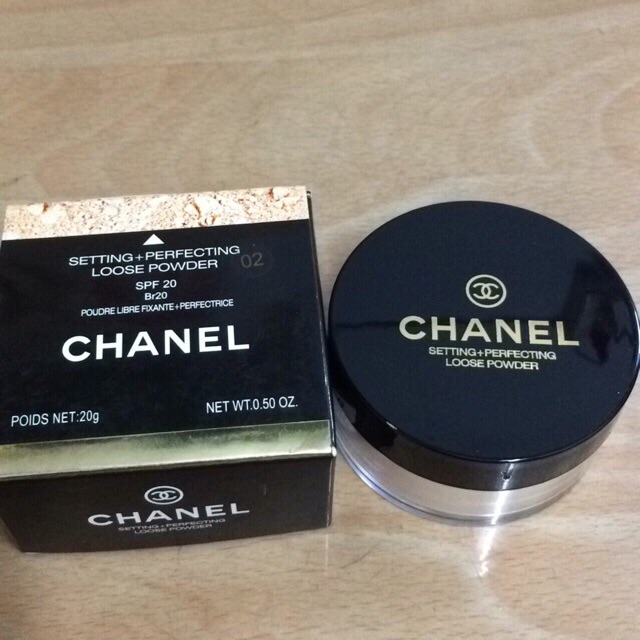 SETTING+PERFECTING
LOOSE POWDER
02
SPF 20
Br20
POUDRE LIBRE FIXANTE+PERFECTRICE
CHANEL
POIDS NET:20g
NET WT.0.50 OZ.
CHANEL
SETTING+PERFECTING
LOOSE POWDER
CHANEL
SETTING+PERFECTING
LOOSE POWDER